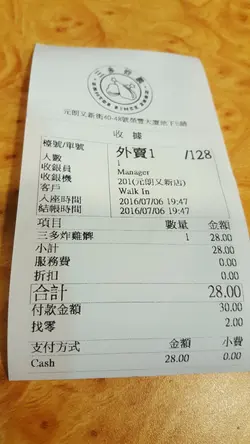 三多炸雞
元朗又新街40-48號榮豐大廈地下G鋪
收據
檯號/單號 外賣1 /128
人數 1
收銀員 Manager
收銀機 201(元朗又新店)
客戶 Walk In
入座時間 2016/07/06 19:47
結帳時間 2016/07/06 19:47
項目 數量 金額
三多炸雞髀 1 28.00
小計 28.00
服務費 0.00
折扣 0.00
合計 28.00
付款金額 30.00
找零 2.00
支付方式 金額 小費
Cash 28.00 0.00